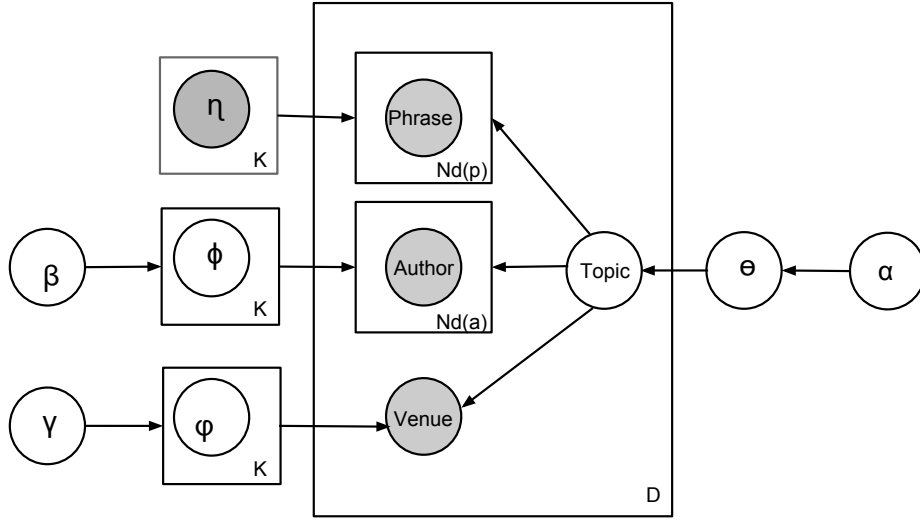 η
K
Phrase
Nd(p)
β
ϕ
K
Author
Nd(a)
Topic
ɵ
α
γ
φ
K
Venue
D